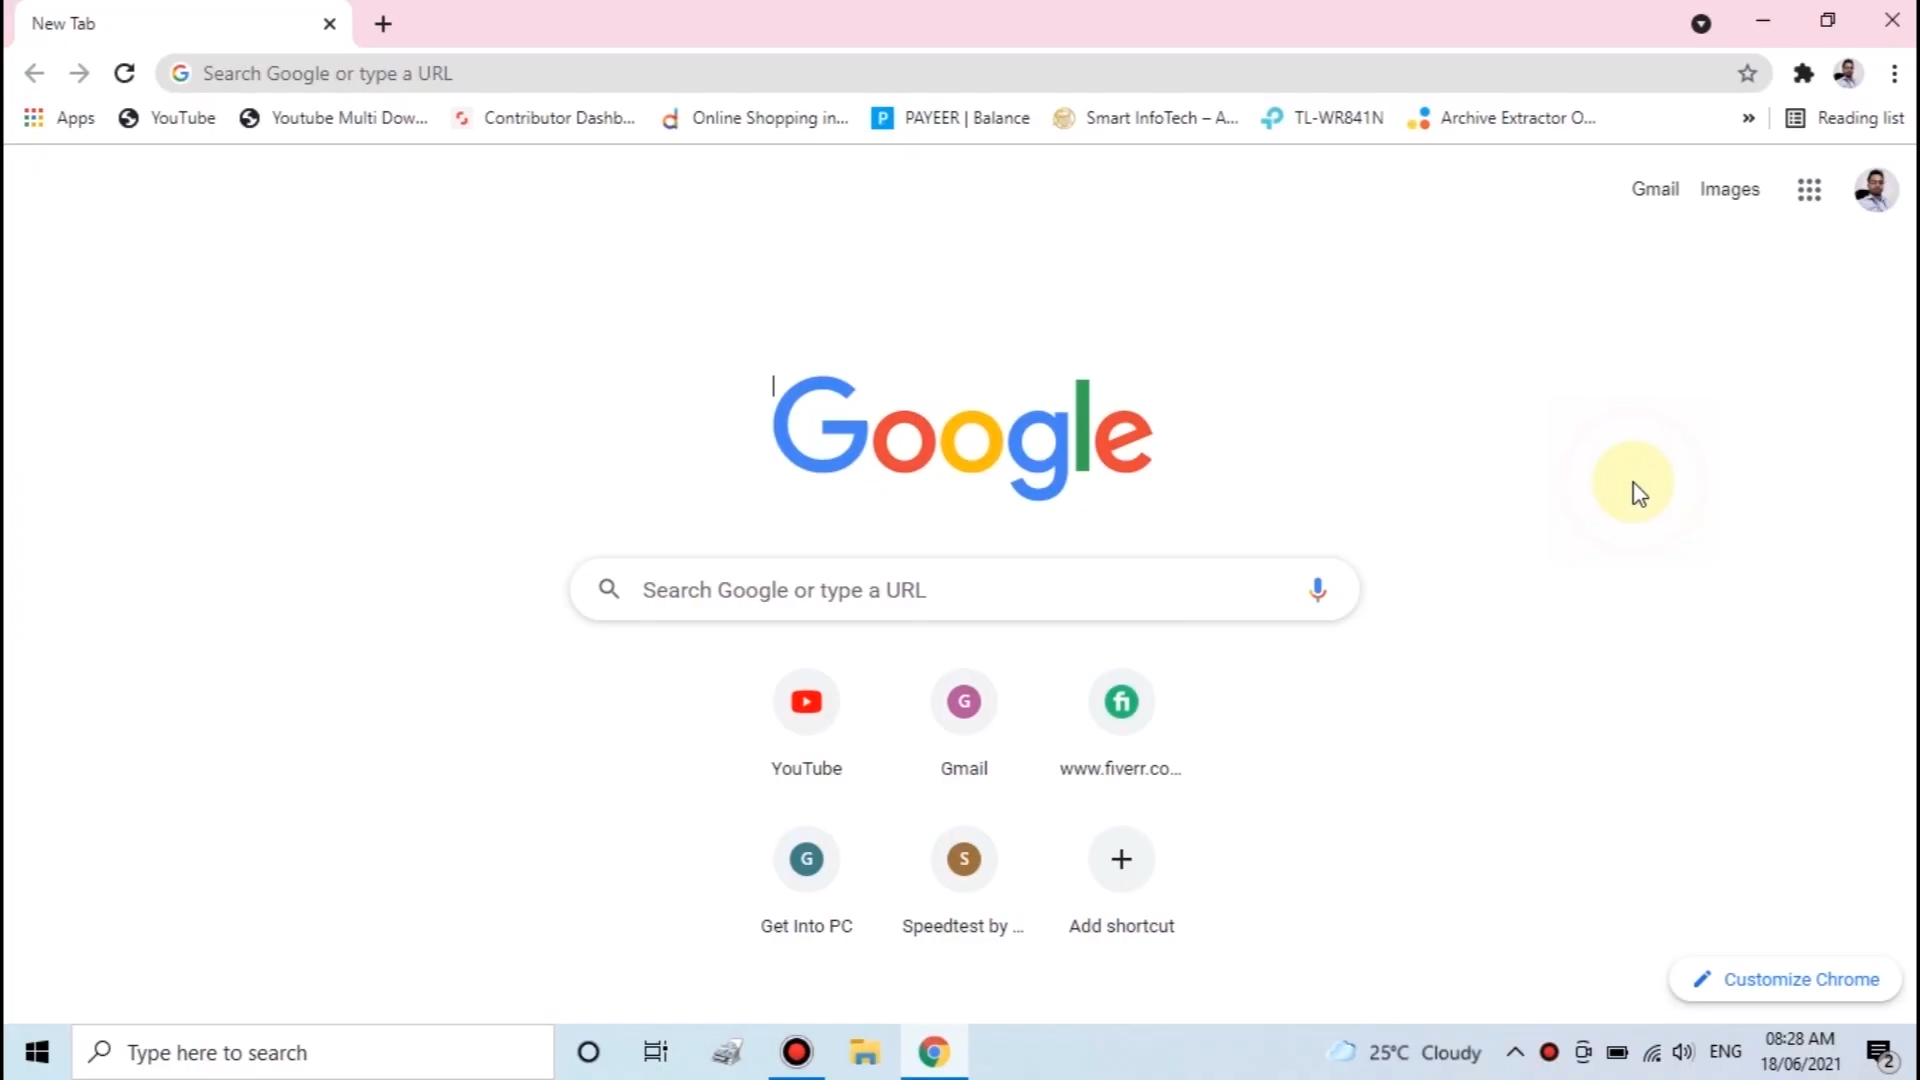 New Tab
Search Google or type a URL
Apps YouTube Youtube Multi Dow... Contributor Dashb... Online Shopping in... PAYEER | Balance Smart InfoTech – A... TL-WR841N Archive Extractor O... » Reading list
Gmail Images
Google
Search Google or type a URL
YouTube Gmail www.fiverr.co...
Get Into PC Speedtest by ... Add shortcut
Customize Chrome
Type here to search
25°C Cloudy ENG 08:28 AM
18/06/2021 2